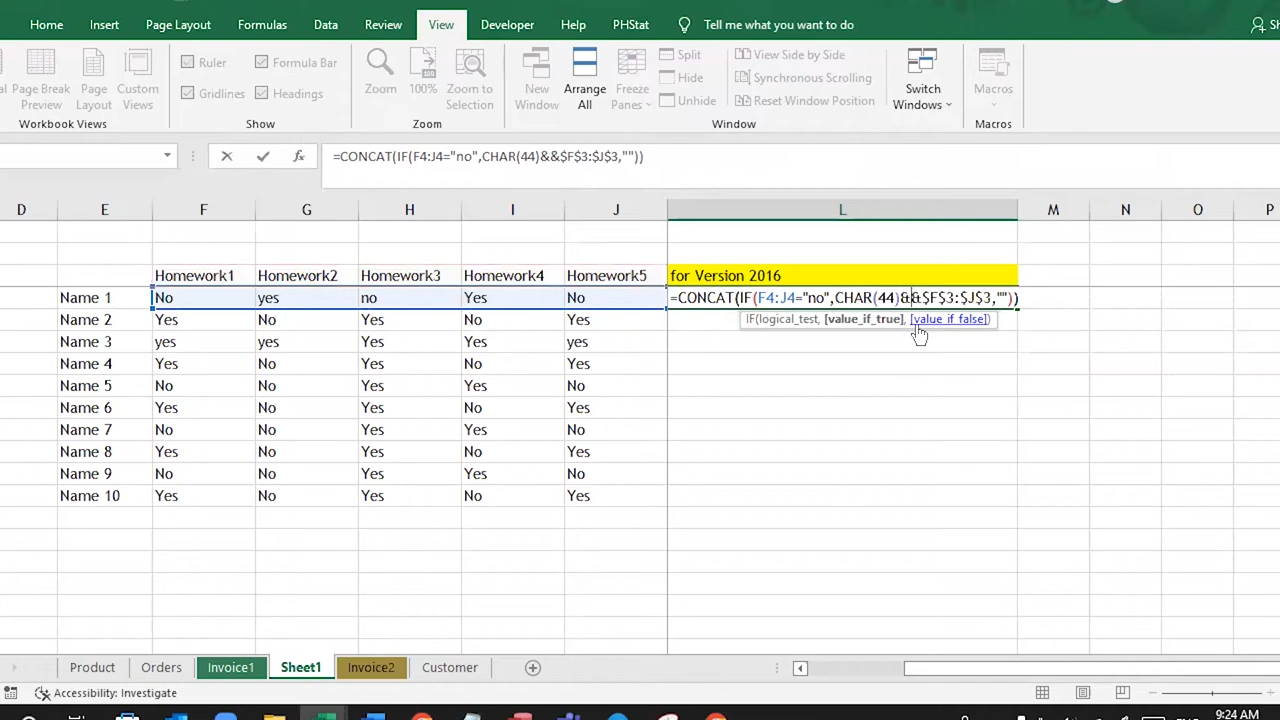 Home Insert Page Layout Formulas Data Review View Developer Help PHStat Tell me what you want to do
Ruler Formula Bar Split View Side by Side
Hide Synchronous Scrolling
Gridlines Headings Unhide Reset Window Position
Page Break Preview Page Layout Custom Views Zoom 100% Zoom to Selection New Window Arrange All Freeze Panes Switch Windows Macros
Workbook Views Show Zoom Window Macros
fx =CONCAT(IF(F4:J4="no",CHAR(44)&&$F$3:$J$3,""))
D E F G H I J L M N O P
Homework1 Homework2 Homework3 Homework4 Homework5 for Version 2016
Name 1 No yes no Yes No =CONCAT(IF(F4:J4="no",CHAR(44)&&$F$3:$J$3,""))
Name 2 Yes No Yes No Yes IF(logical_test, [value_if_true], [value_if_false])
Name 3 yes yes Yes Yes yes
Name 4 Yes No Yes No Yes
Name 5 No No Yes Yes No
Name 6 Yes No Yes No Yes
Name 7 No No Yes Yes No
Name 8 Yes No Yes No Yes
Name 9 No No Yes Yes No
Name 10 Yes No Yes No Yes
Product Orders Invoice1 Sheet1 Invoice2 Customer
Accessibility: Investigate
9:24 AM